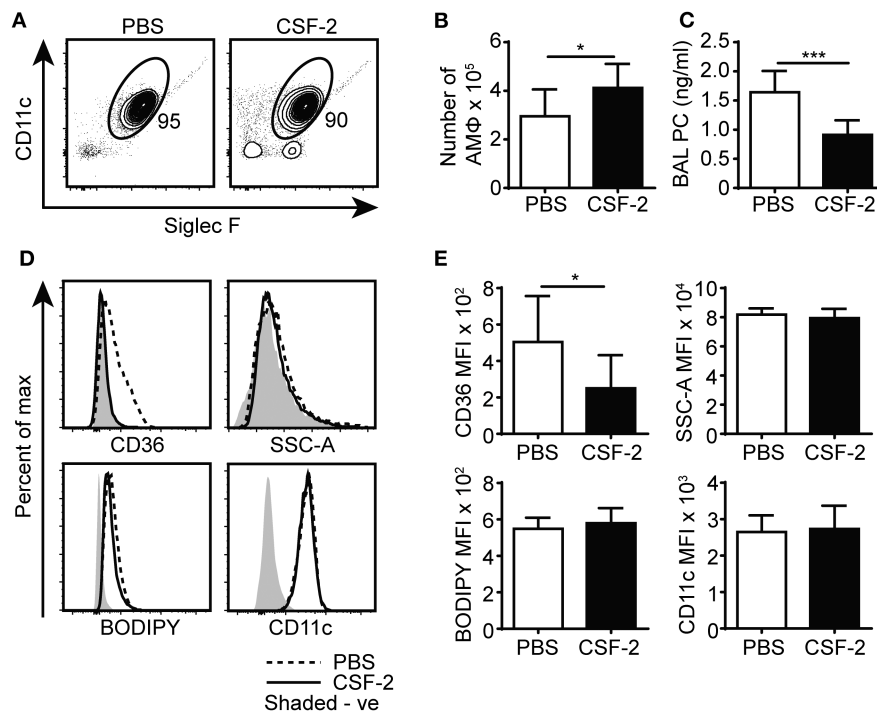 A
PBS
CSF-2
CD11c
95
90
Siglec F
B
*
Number of
AMΦ x 10⁵
6
4
2
0
PBS
CSF-2
C
***
BAL PC (ng/ml)
2.5
2.0
1.5
1.0
0.5
0
PBS
CSF-2
D
Percent of max
CD36
SSC-A
BODIPY
CD11c
PBS
CSF-2
Shaded - ve
E
*
CD36 MFI x 10²
8
6
4
2
0
PBS
CSF-2
SSC-A MFI x 10⁴
10
8
6
4
2
0
PBS
CSF-2
BODIPY MFI x 10²
8
6
4
2
0
PBS
CSF-2
CD11c MFI x 10³
4
3
2
1
0
PBS
CSF-2